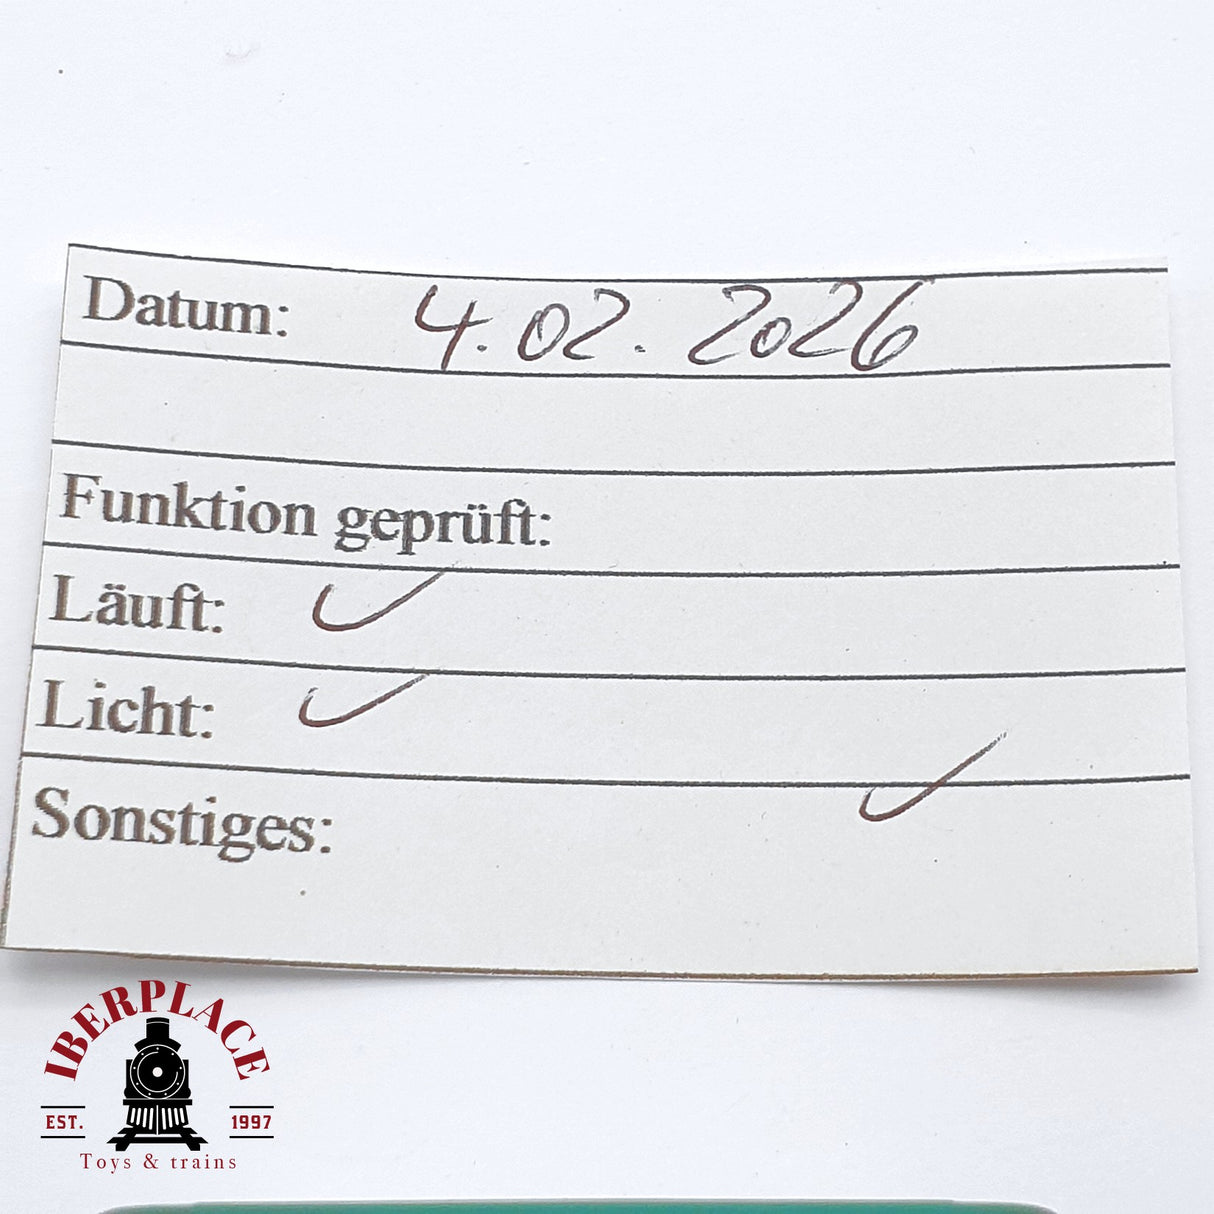 Datum: 4.02.2026
Funktion geprüft:
Läuft: ✓
Licht: ✓
Sonstiges: ✓
IBERPLACE
EST. 1997
Toys & trains